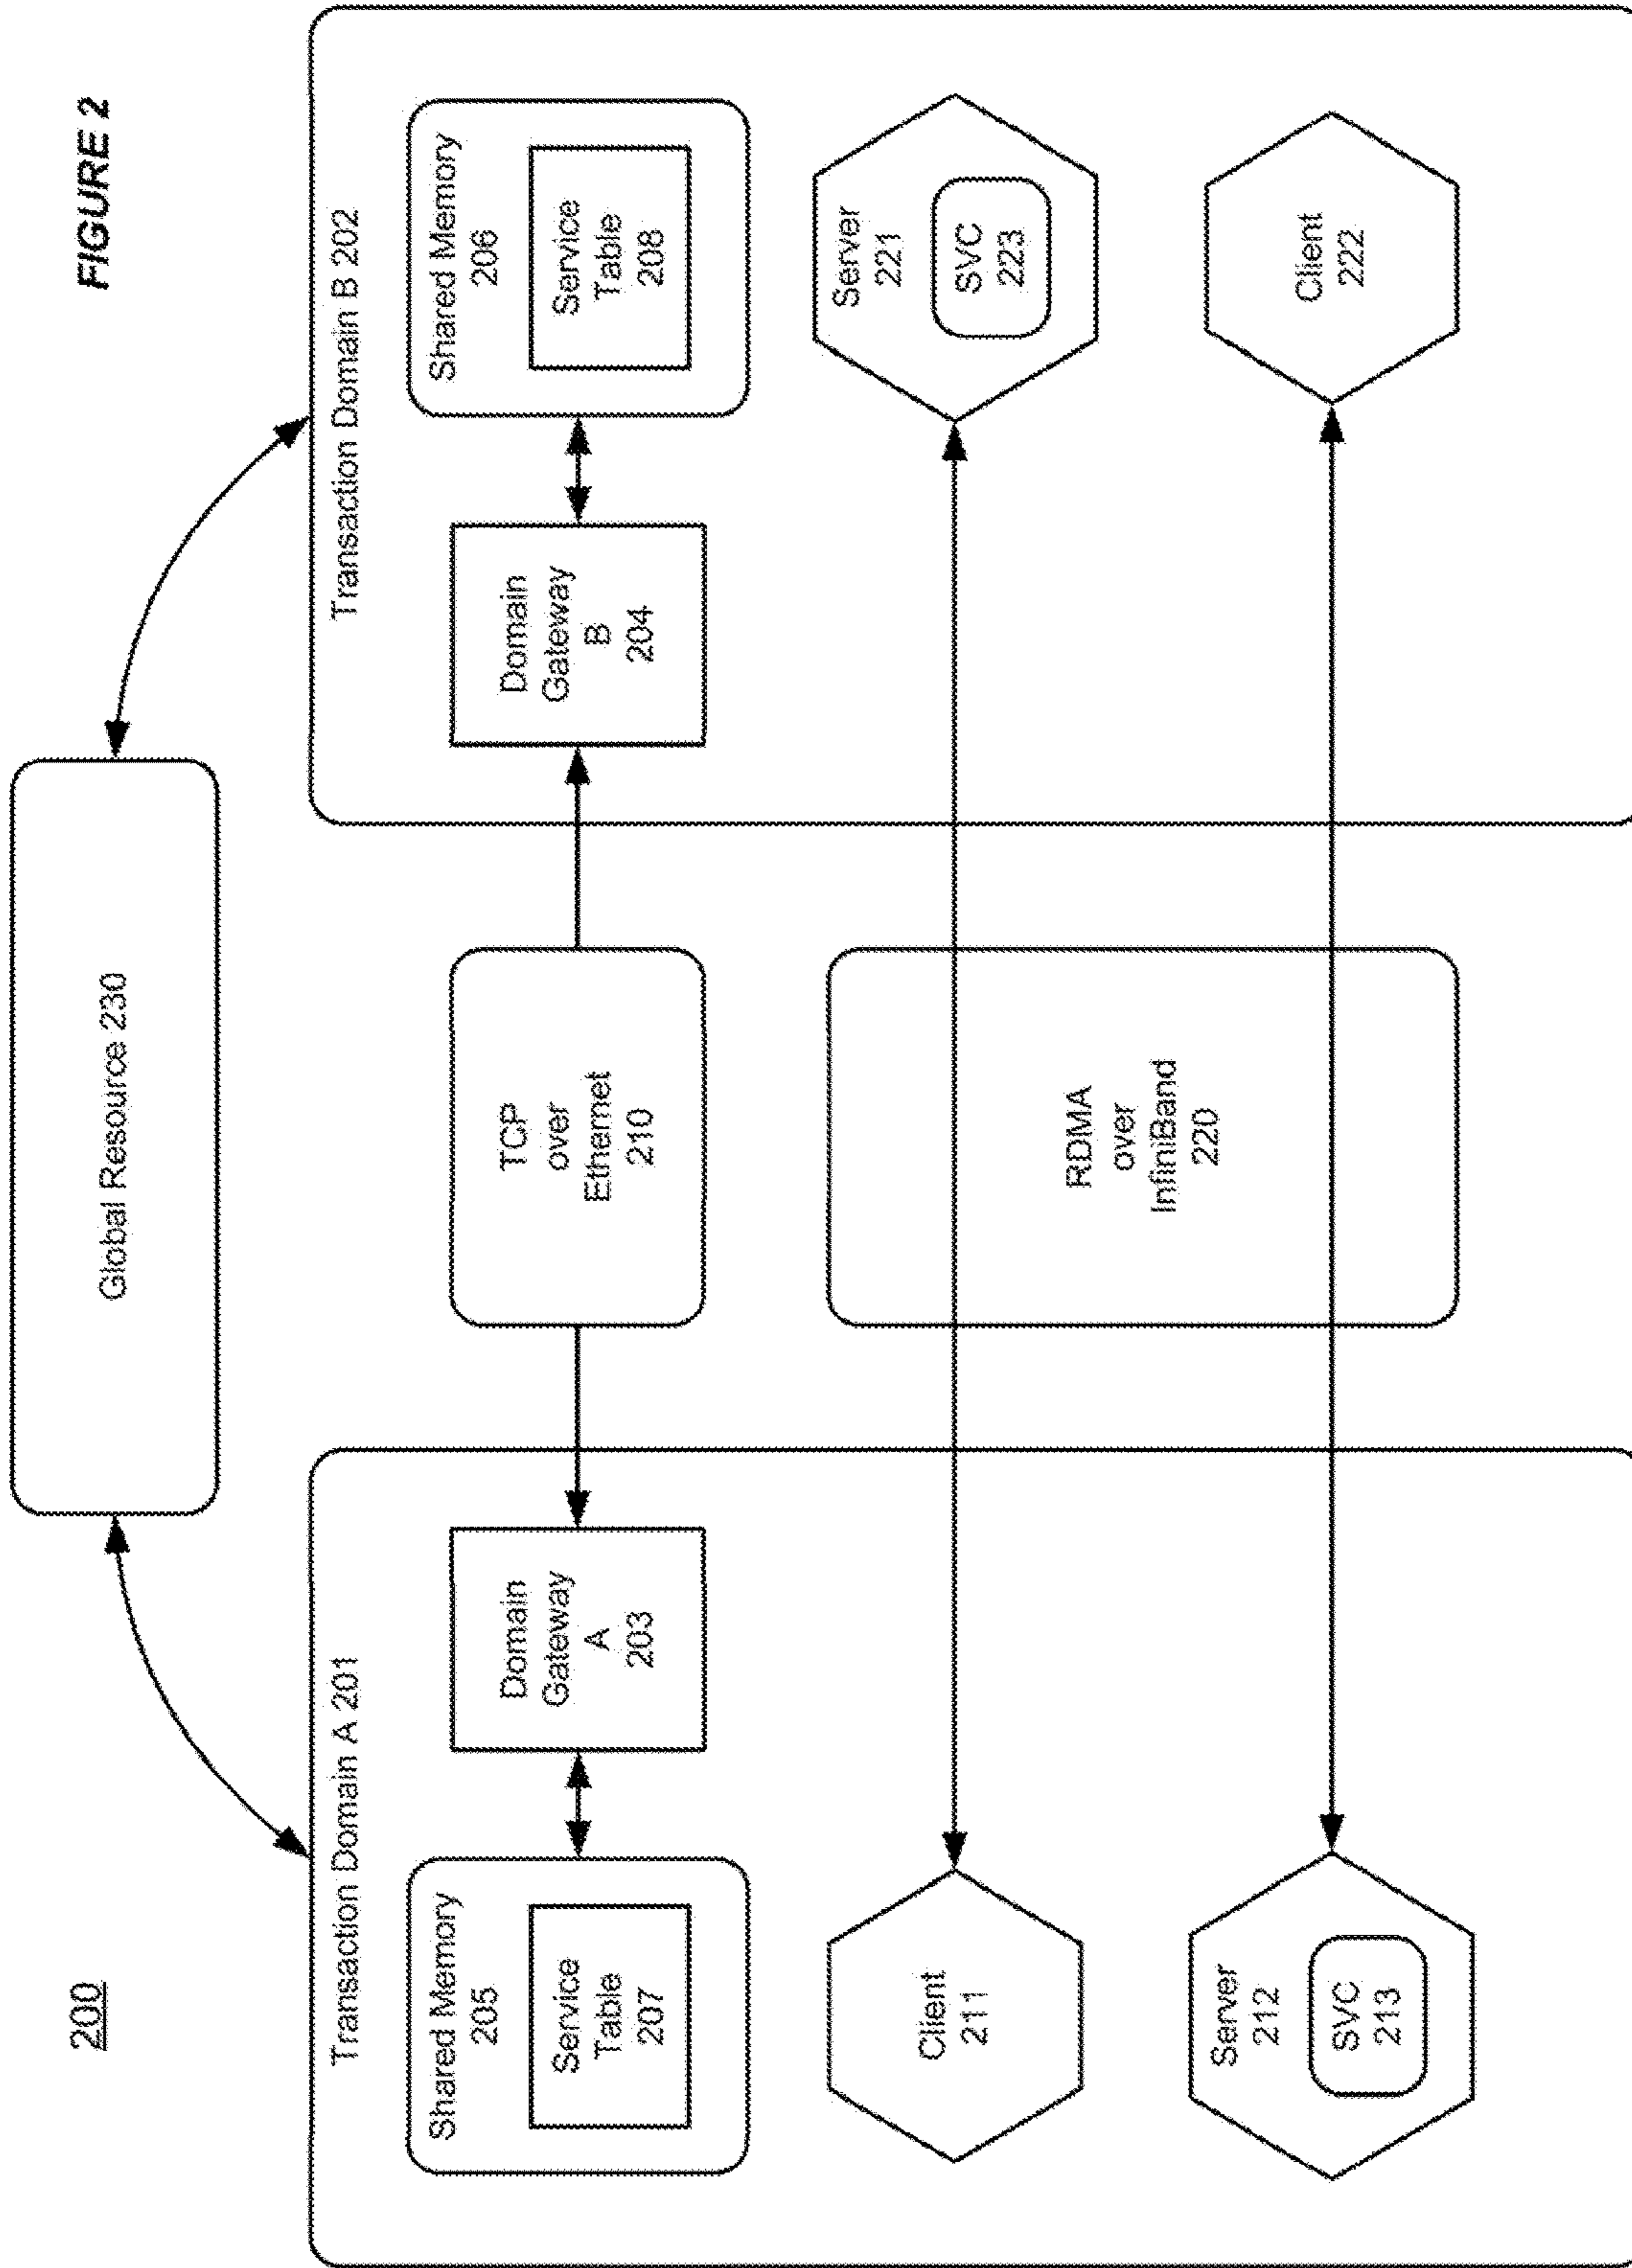 200
FIGURE 2
Global Resource 230
Transaction Domain A 201
Shared Memory
205
Service
Table
207
Domain
Gateway
A
203
TCP
over
Ethernet
210
Transaction Domain B 202
Domain
Gateway
B
204
Shared Memory
206
Service
Table
208
Client
211
RDMA
over
InfiniBand
220
Server
221
SVC
223
Server
212
SVC
213
Client
222